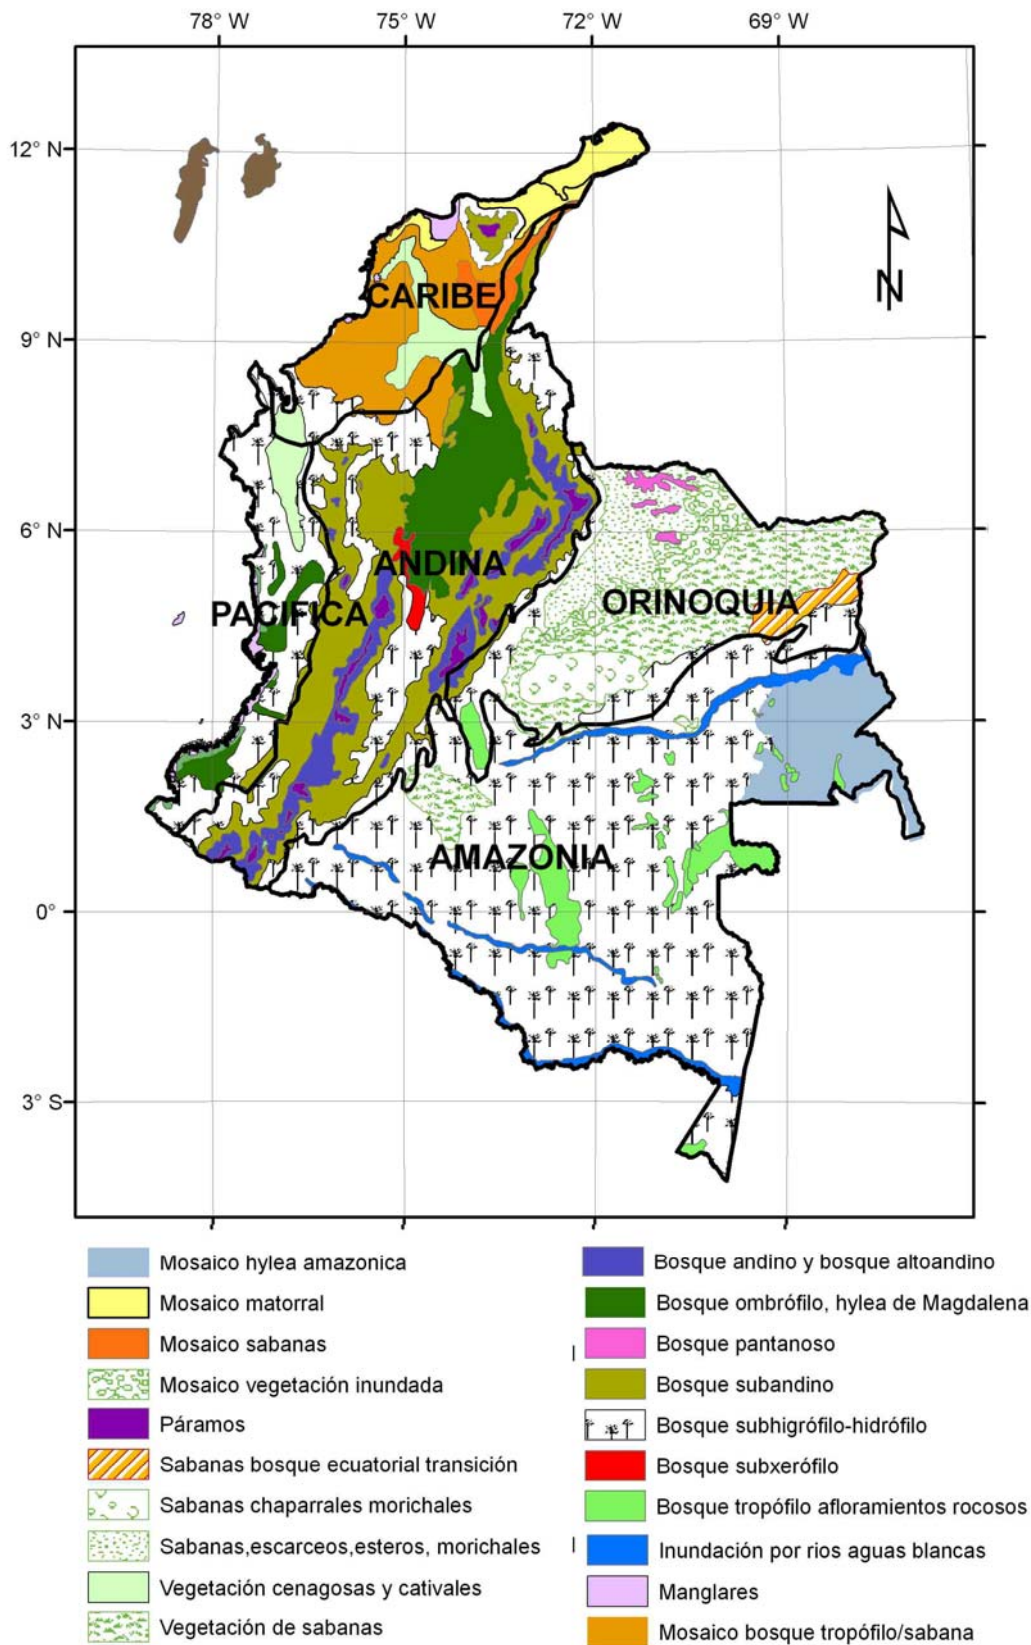 78° W 75° W 72° W 69° W
12° N
N
CARIBE
9° N
6° N
ANDINA
ORINOQUIA
PACIFICA
3° N
AMAZONIA
0°
3° S
Mosaico hylea amazonica
Mosaico matorral
Mosaico sabanas
Mosaico vegetación inundada
Páramos
Sabanas bosque ecuatorial transición
Sabanas chaparrales morichales
Sabanas,escarceos,esteros, morichales
Vegetación cenagosas y cativales
Vegetación de sabanas
Bosque andino y bosque altoandino
Bosque ombrófilo, hylea de Magdalena
Bosque pantanoso
Bosque subandino
Bosque subhigrófilo-hidrófilo
Bosque subxerófilo
Bosque tropófilo afloramientos rocosos
Inundación por rios aguas blancas
Manglares
Mosaico bosque tropófilo/sabana